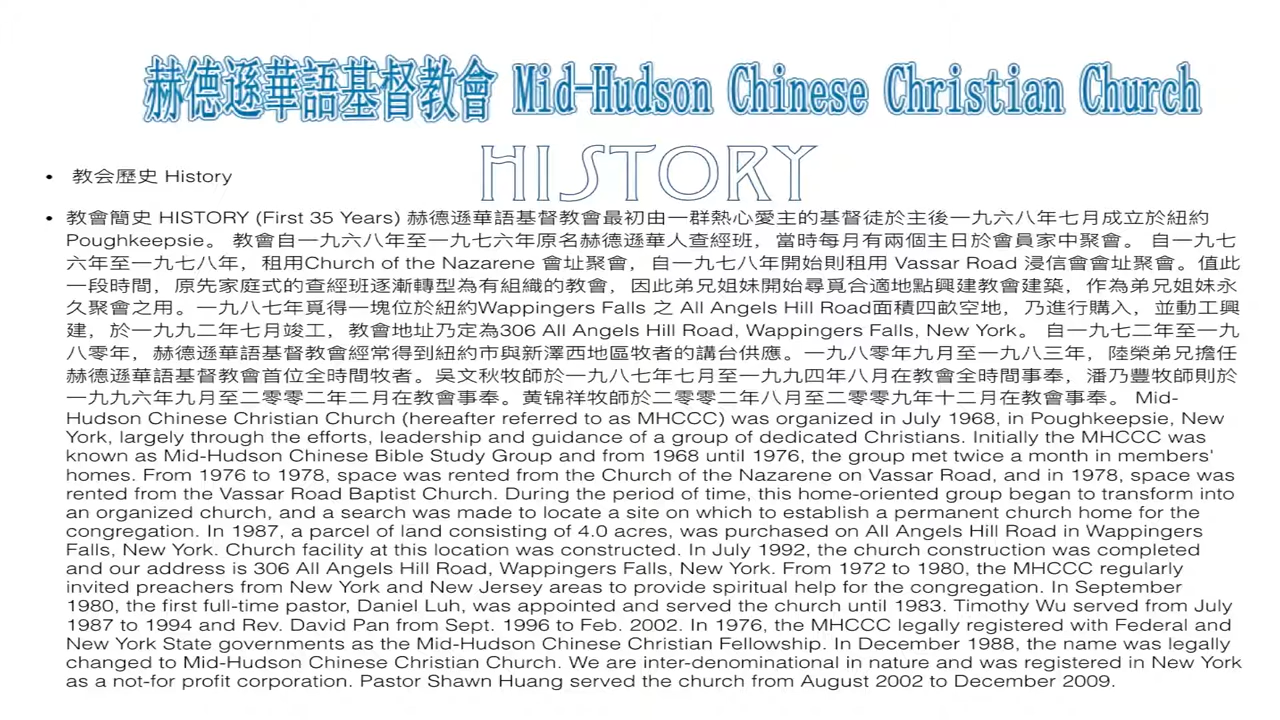 赫德遜華語基督教會 Mid-Hudson Chinese Christian Church
HISTORY
• 教会歷史 History
• 教會簡史 HISTORY (First 35 Years) 赫德遜華語基督教會最初由一群熱心愛主的基督徒於主後一九六八年七月成立於紐約
Poughkeepsie。 教會自一九六八年至一九七六年原名赫德遜華人查經班，當時每月有兩個主日於會員家中聚會。 自一九七
六年至一九七八年，租用Church of the Nazarene 會址聚會，自一九七八年開始則租用 Vassar Road 浸信會會址聚會。值此
一段時間，原先家庭式的查經班逐漸轉型為有組織的教會，因此弟兄姐妹開始尋覓合適地點興建教會建築，作為弟兄姐妹永
久聚會之用。一九八七年覓得一塊位於紐約Wappingers Falls 之 All Angels Hill Road面積四畝空地，乃進行購入，並動工興
建，於一九九二年七月竣工，教會地址乃定為306 All Angels Hill Road, Wappingers Falls, New York。 自一九七二年至一九
八零年，赫德遜華語基督教會經常得到紐約市與新澤西地區牧者的講台供應。一九八零年九月至一九八三年，陸榮弟兄擔任
赫德遜華語基督教會首位全時間牧者。吳文秋牧師於一九八七年七月至一九九四年八月在教會全時間事奉，潘乃豐牧師則於
一九九六年九月至二零零二年二月在教會事奉。黄锦祥牧師於二零零二年八月至二零零九年十二月在教會事奉。 Mid-
Hudson Chinese Christian Church (hereafter referred to as MHCCC) was organized in July 1968, in Poughkeepsie, New
York, largely through the efforts, leadership and guidance of a group of dedicated Christians. Initially the MHCCC was
known as Mid-Hudson Chinese Bible Study Group and from 1968 until 1976, the group met twice a month in members'
homes. From 1976 to 1978, space was rented from the Church of the Nazarene on Vassar Road, and in 1978, space was
rented from the Vassar Road Baptist Church. During the period of time, this home-oriented group began to transform into
an organized church, and a search was made to locate a site on which to establish a permanent church home for the
congregation. In 1987, a parcel of land consisting of 4.0 acres, was purchased on All Angels Hill Road in Wappingers
Falls, New York. Church facility at this location was constructed. In July 1992, the church construction was completed
and our address is 306 All Angels Hill Road, Wappingers Falls, New York. From 1972 to 1980, the MHCCC regularly
invited preachers from New York and New Jersey areas to provide spiritual help for the congregation. In September
1980, the first full-time pastor, Daniel Luh, was appointed and served the church until 1983. Timothy Wu served from July
1987 to 1994 and Rev. David Pan from Sept. 1996 to Feb. 2002. In 1976, the MHCCC legally registered with Federal and
New York State governments as the Mid-Hudson Chinese Christian Fellowship. In December 1988, the name was legally
changed to Mid-Hudson Chinese Christian Church. We are inter-denominational in nature and was registered in New York
as a not-for profit corporation. Pastor Shawn Huang served the church from August 2002 to December 2009.